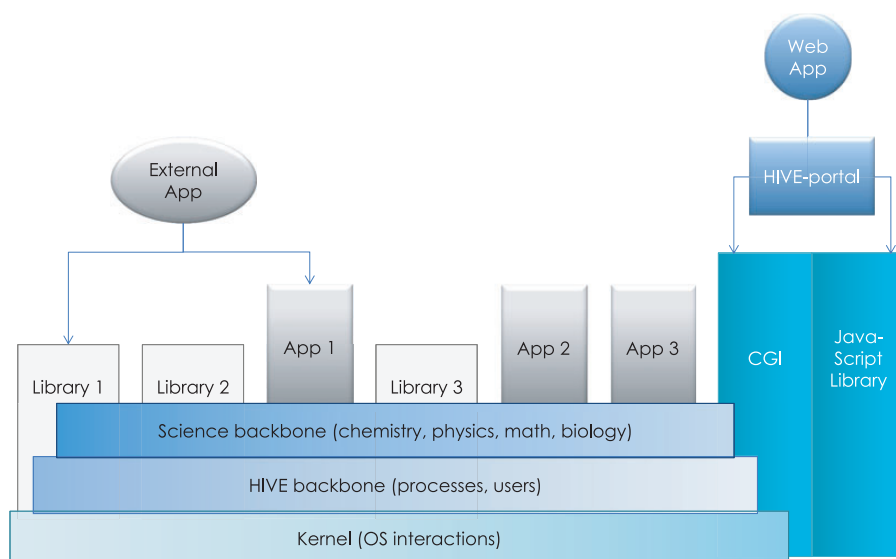 Web
App
HIVE-portal
External
App
App 1
App 2
App 3
CGI
Java-
Script
Library
Library 1
Library 2
Library 3
Science backbone (chemistry, physics, math, biology)
HIVE backbone (processes, users)
Kernel (OS interactions)